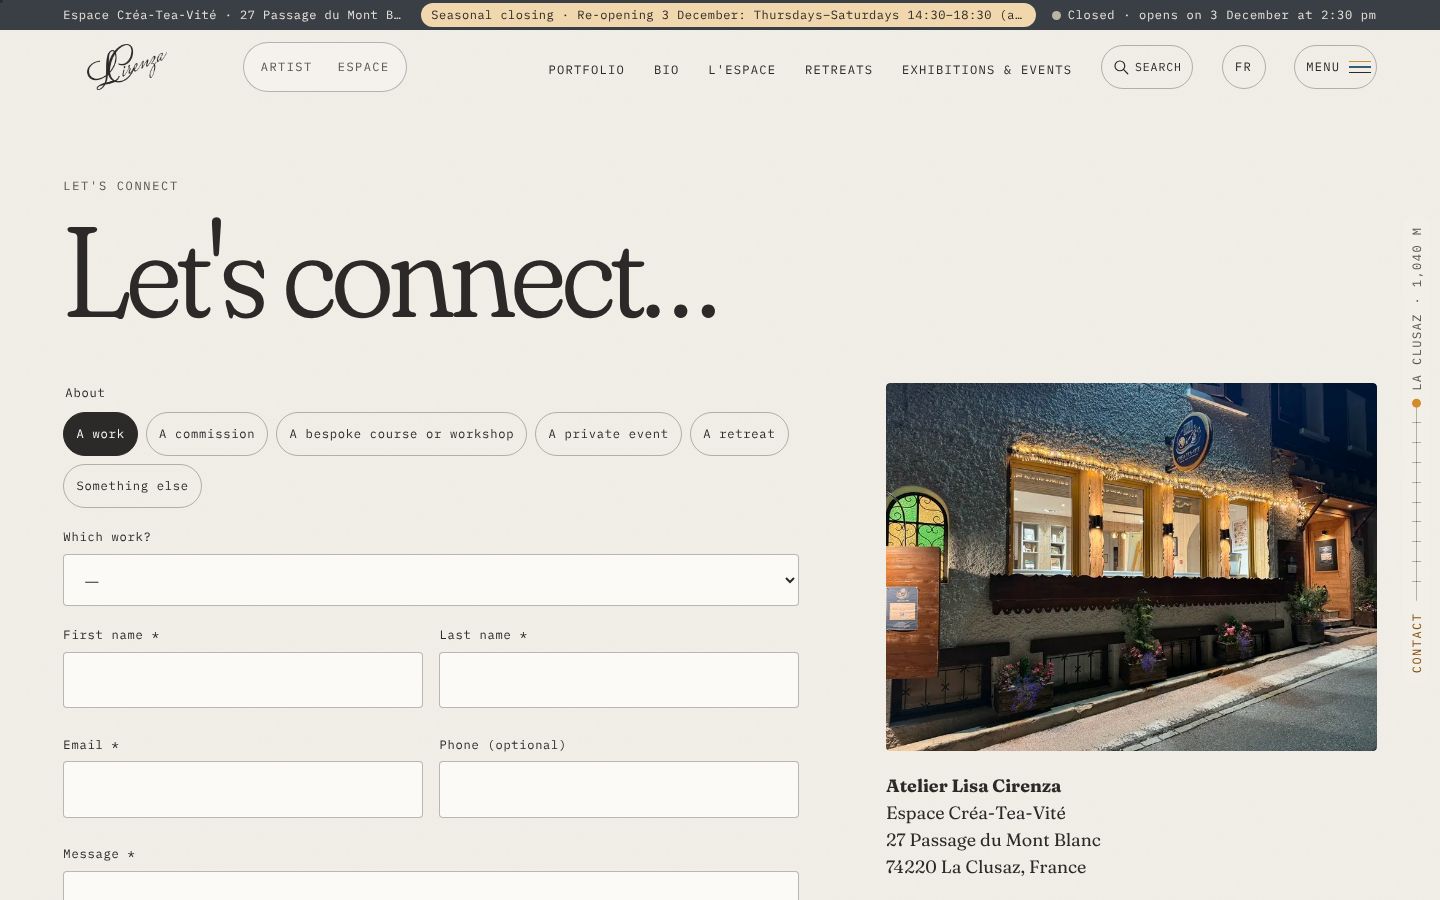 Espace Créa-Tea-Vité · 27 Passage du Mont B…
Seasonal closing · Re-opening 3 December: Thursdays–Saturdays 14:30–18:30 (a…
Closed · opens on 3 December at 2:30 pm
Cirenza
ARTIST ESPACE
PORTFOLIO BIO L'ESPACE RETREATS EXHIBITIONS & EVENTS SEARCH FR MENU
LET'S CONNECT
Let's connect...
About
A work A commission A bespoke course or workshop A private event A retreat
Something else
Which work?
—
First name * Last name *
Email * Phone (optional)
Message *
Atelier Lisa Cirenza
Espace Créa-Tea-Vité
27 Passage du Mont Blanc
74220 La Clusaz, France
LA CLUSAZ · 1,040 M
CONTACT